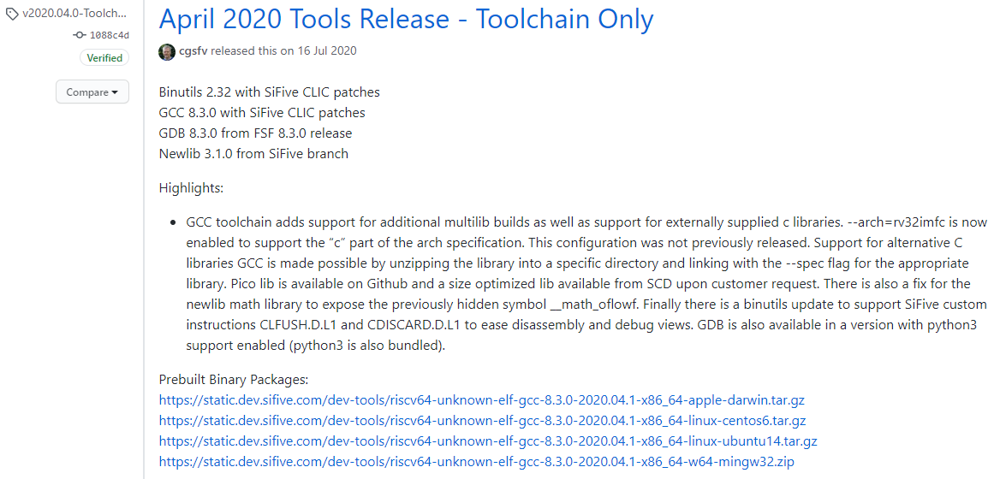 v2020.04.0-Toolch...
1088c4d
Verified
Compare
April 2020 Tools Release - Toolchain Only
cgsfv released this on 16 Jul 2020
Binutils 2.32 with SiFive CLIC patches
GCC 8.3.0 with SiFive CLIC patches
GDB 8.3.0 from FSF 8.3.0 release
Newlib 3.1.0 from SiFive branch
Highlights:
• GCC toolchain adds support for additional multilib builds as well as support for externally supplied c libraries. --arch=rv32imfc is now
enabled to support the “c” part of the arch specification. This configuration was not previously released. Support for alternative C
libraries GCC is made possible by unzipping the library into a specific directory and linking with the --spec flag for the appropriate
library. Pico lib is available on Github and a size optimized lib available from SCD upon customer request. There is also a fix for the
newlib math library to expose the previously hidden symbol __math_oflowf. Finally there is a binutils update to support SiFive custom
instructions CLFUSH.D.L1 and CDISCARD.D.L1 to ease disassembly and debug views. GDB is also available in a version with python3
support enabled (python3 is also bundled).
Prebuilt Binary Packages:
https://static.dev.sifive.com/dev-tools/riscv64-unknown-elf-gcc-8.3.0-2020.04.1-x86_64-apple-darwin.tar.gz
https://static.dev.sifive.com/dev-tools/riscv64-unknown-elf-gcc-8.3.0-2020.04.1-x86_64-linux-centos6.tar.gz
https://static.dev.sifive.com/dev-tools/riscv64-unknown-elf-gcc-8.3.0-2020.04.1-x86_64-linux-ubuntu14.tar.gz
https://static.dev.sifive.com/dev-tools/riscv64-unknown-elf-gcc-8.3.0-2020.04.1-x86_64-w64-mingw32.zip